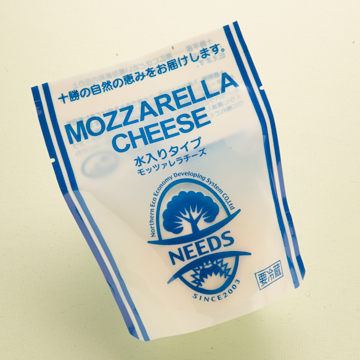 十勝の自然の恵みをお届けします。
MOZZARELLA
CHEESE
水入りタイプ
モッツァレラチーズ
Northern Eco Economy Developing System CO.Ltd
NEEDS
SINCE2003
要冷蔵